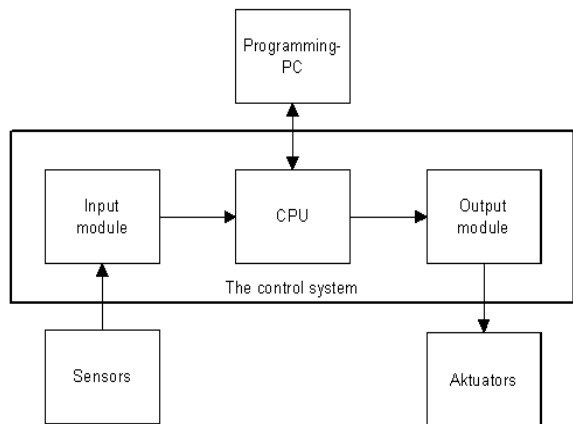 Programming-
PC
Input
module
CPU
Output
module
The control system
Sensors
Aktuators